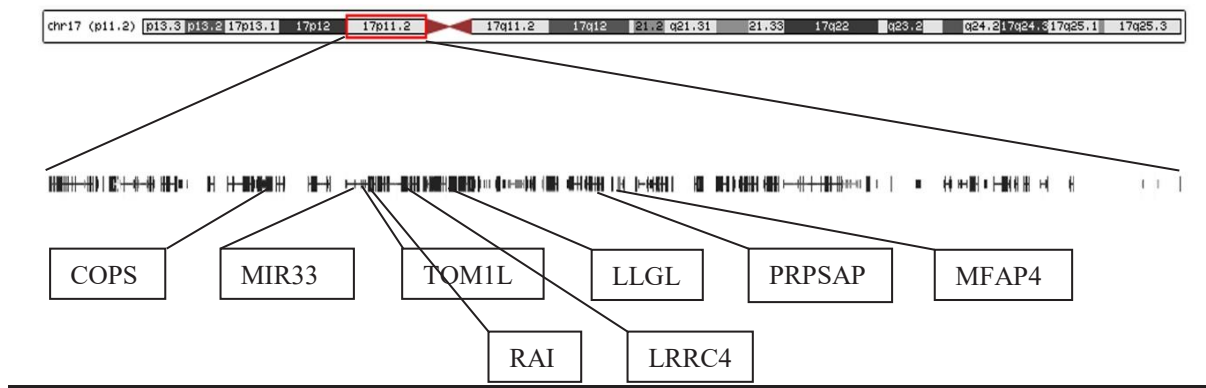 chr17 (p11.2) p13.3 p13.2 17p13.1 17p12 17p11.2 17q11.2 17q12 21.2 q21.31 21.33 17q22 q23.2 q24.2 17q24.3 17q25.1 17q25.3
COPS MIR33 TOM1L LLGL PRPSAP MFAP4
RAI LRRC4